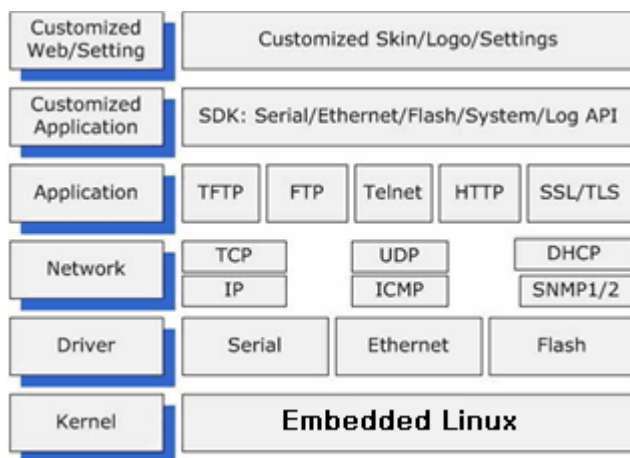 Customized
Web/Setting
Customized Skin/Logo/Settings
Customized
Application
SDK: Serial/Ethernet/Flash/System/Log API
Application
TFTP
FTP
Telnet
HTTP
SSL/TLS
Network
TCP
UDP
DHCP
IP
ICMP
SNMP1/2
Driver
Serial
Ethernet
Flash
Kernel
Embedded Linux